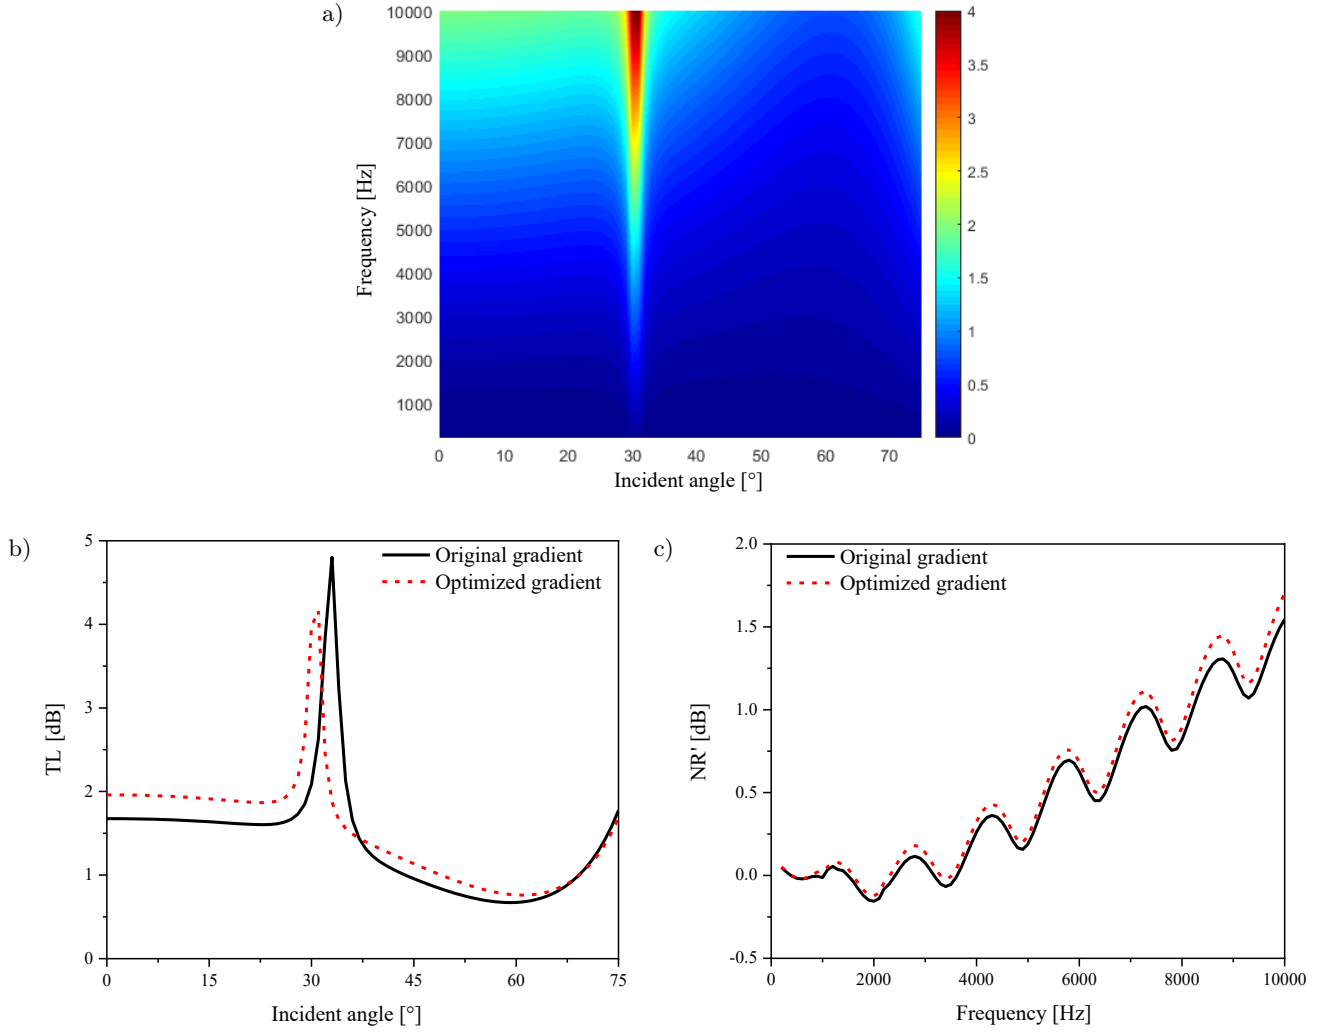 a)
10000
9000
8000
7000
6000
5000
4000
3000
2000
1000
Frequency [Hz]
0 10 20 30 40 50 60 70
Incident angle [°]
4
3.5
3
2.5
2
1.5
1
0.5
0
b)
5
4
3
2
1
0
TL [dB]
Original gradient
Optimized gradient
0 15 30 45 60 75
Incident angle [°]
c)
2.0
1.5
1.0
0.5
0.0
-0.5
NR' [dB]
Original gradient
Optimized gradient
0 2000 4000 6000 8000 10000
Frequency [Hz]